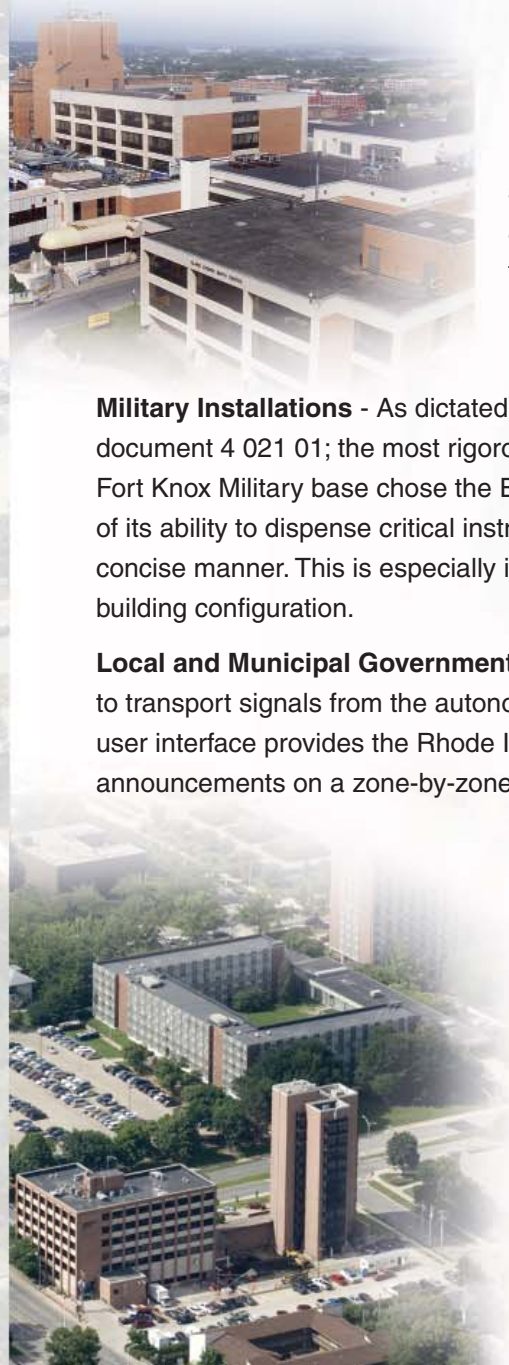 Military Installations - As dictated
document 4 021 01; the most rigoro
Fort Knox Military base chose the E
of its ability to dispense critical instr
concise manner. This is especially i
building configuration.
Local and Municipal Government
to transport signals from the autono
user interface provides the Rhode I
announcements on a zone-by-zone